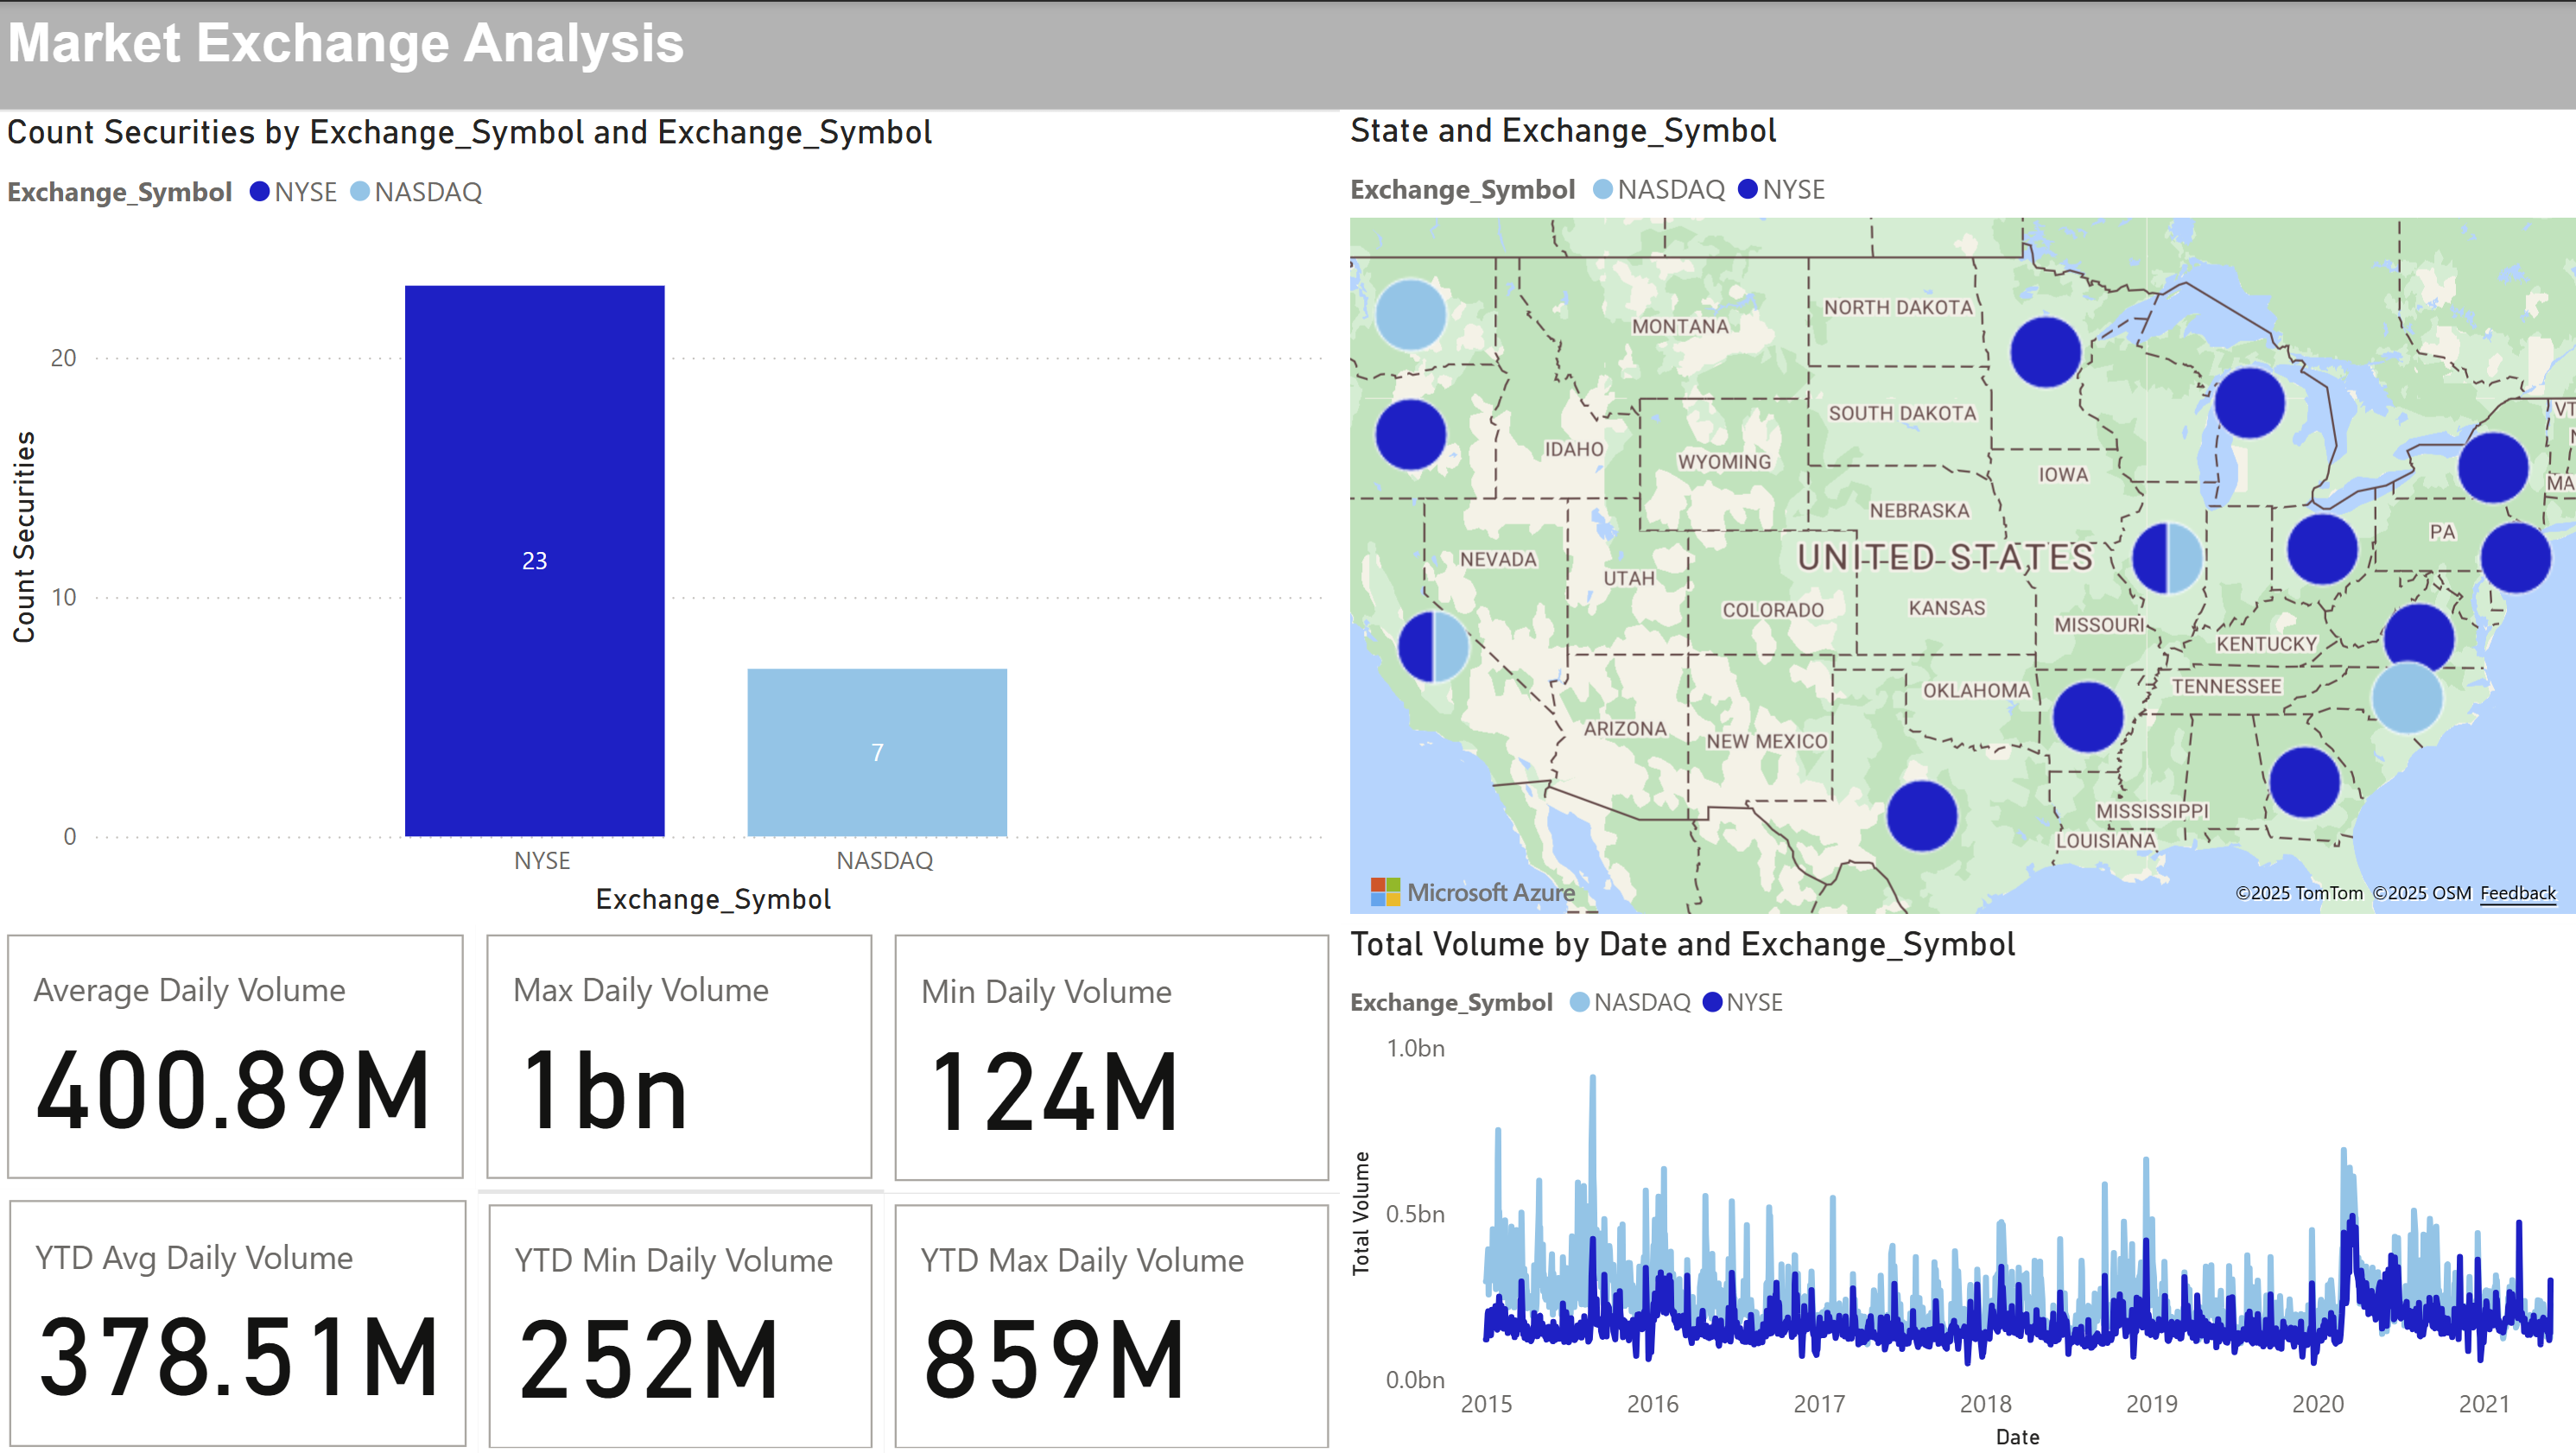 Market Exchange Analysis
Count Securities by Exchange_Symbol and Exchange_Symbol
Exchange_Symbol NYSE NASDAQ
Count Securities
20
10
0
23
7
NYSE NASDAQ
Exchange_Symbol
State and Exchange_Symbol
Exchange_Symbol NASDAQ NYSE
NORTH DAKOTA
MONTANA
SOUTH DAKOTA
VT
IDAHO
WYOMING
IOWA
MA
NEBRASKA
PA
NEVADA
UNITED STATES
UTAH
COLORADO
KANSAS
MISSOURI
KENTUCKY
OKLAHOMA
TENNESSEE
ARIZONA
NEW MEXICO
MISSISSIPPI
LOUISIANA
Microsoft Azure
©2025 TomTom ©2025 OSM Feedback
Average Daily Volume
400.89M
Max Daily Volume
1bn
Min Daily Volume
124M
YTD Avg Daily Volume
378.51M
YTD Min Daily Volume
252M
YTD Max Daily Volume
859M
Total Volume by Date and Exchange_Symbol
Exchange_Symbol NASDAQ NYSE
Total Volume
1.0bn
0.5bn
0.0bn
2015 2016 2017 2018 2019 2020 2021
Date